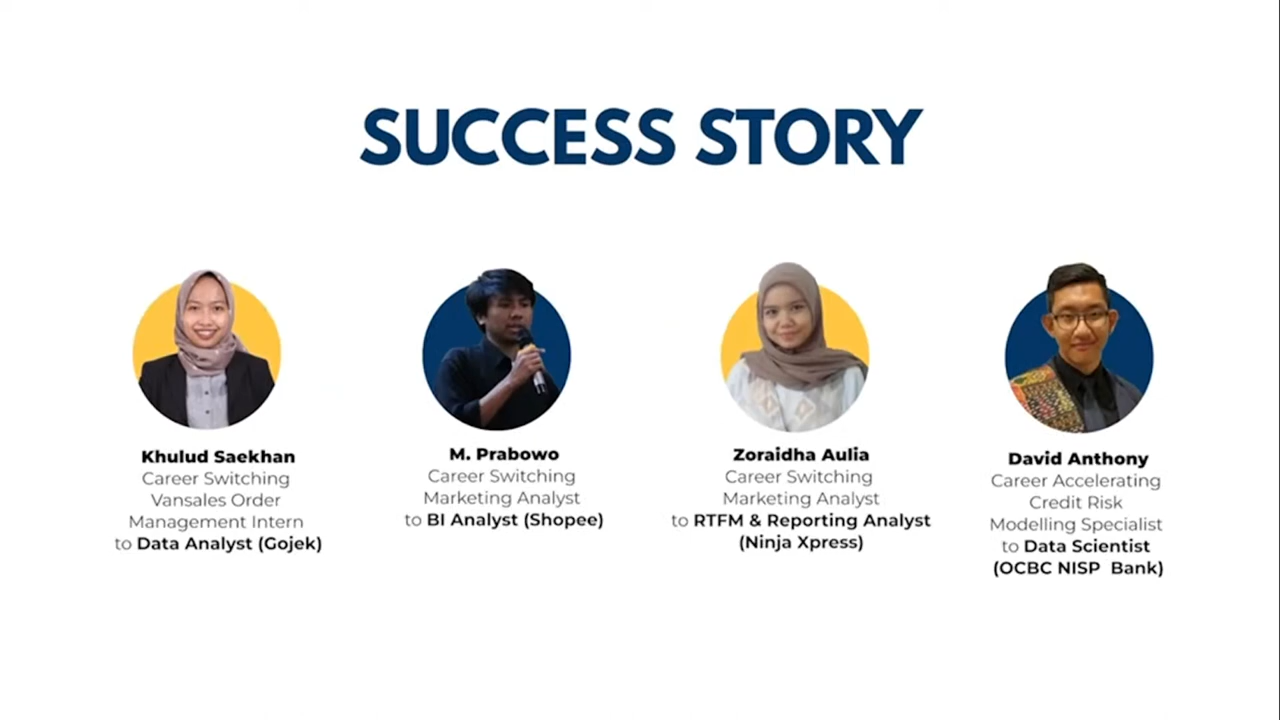 SUCCESS STORY
Khulud Saekhan
Career Switching
Vansales Order
Management Intern
to Data Analyst (Gojek)
M. Prabowo
Career Switching
Marketing Analyst
to BI Analyst (Shopee)
Zoraidha Aulia
Career Switching
Marketing Analyst
to RTFM & Reporting Analyst
(Ninja Xpress)
David Anthony
Career Accelerating
Credit Risk
Modelling Specialist
to Data Scientist
(OCBC NISP Bank)